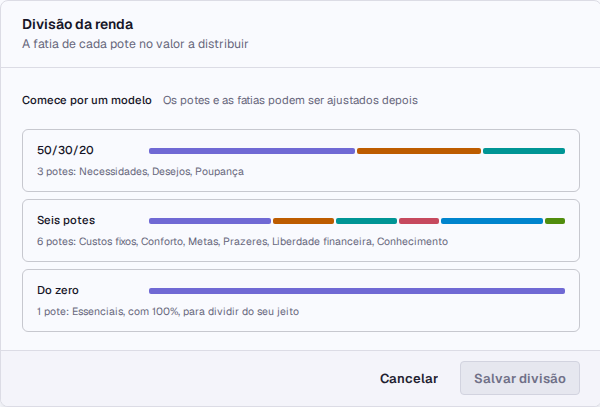 Divisão da renda
A fatia de cada pote no valor a distribuir
Comece por um modelo Os potes e as fatias podem ser ajustados depois
50/30/20
3 potes: Necessidades, Desejos, Poupança
Seis potes
6 potes: Custos fixos, Conforto, Metas, Prazeres, Liberdade financeira, Conhecimento
Do zero
1 pote: Essenciais, com 100%, para dividir do seu jeito
Cancelar Salvar divisão